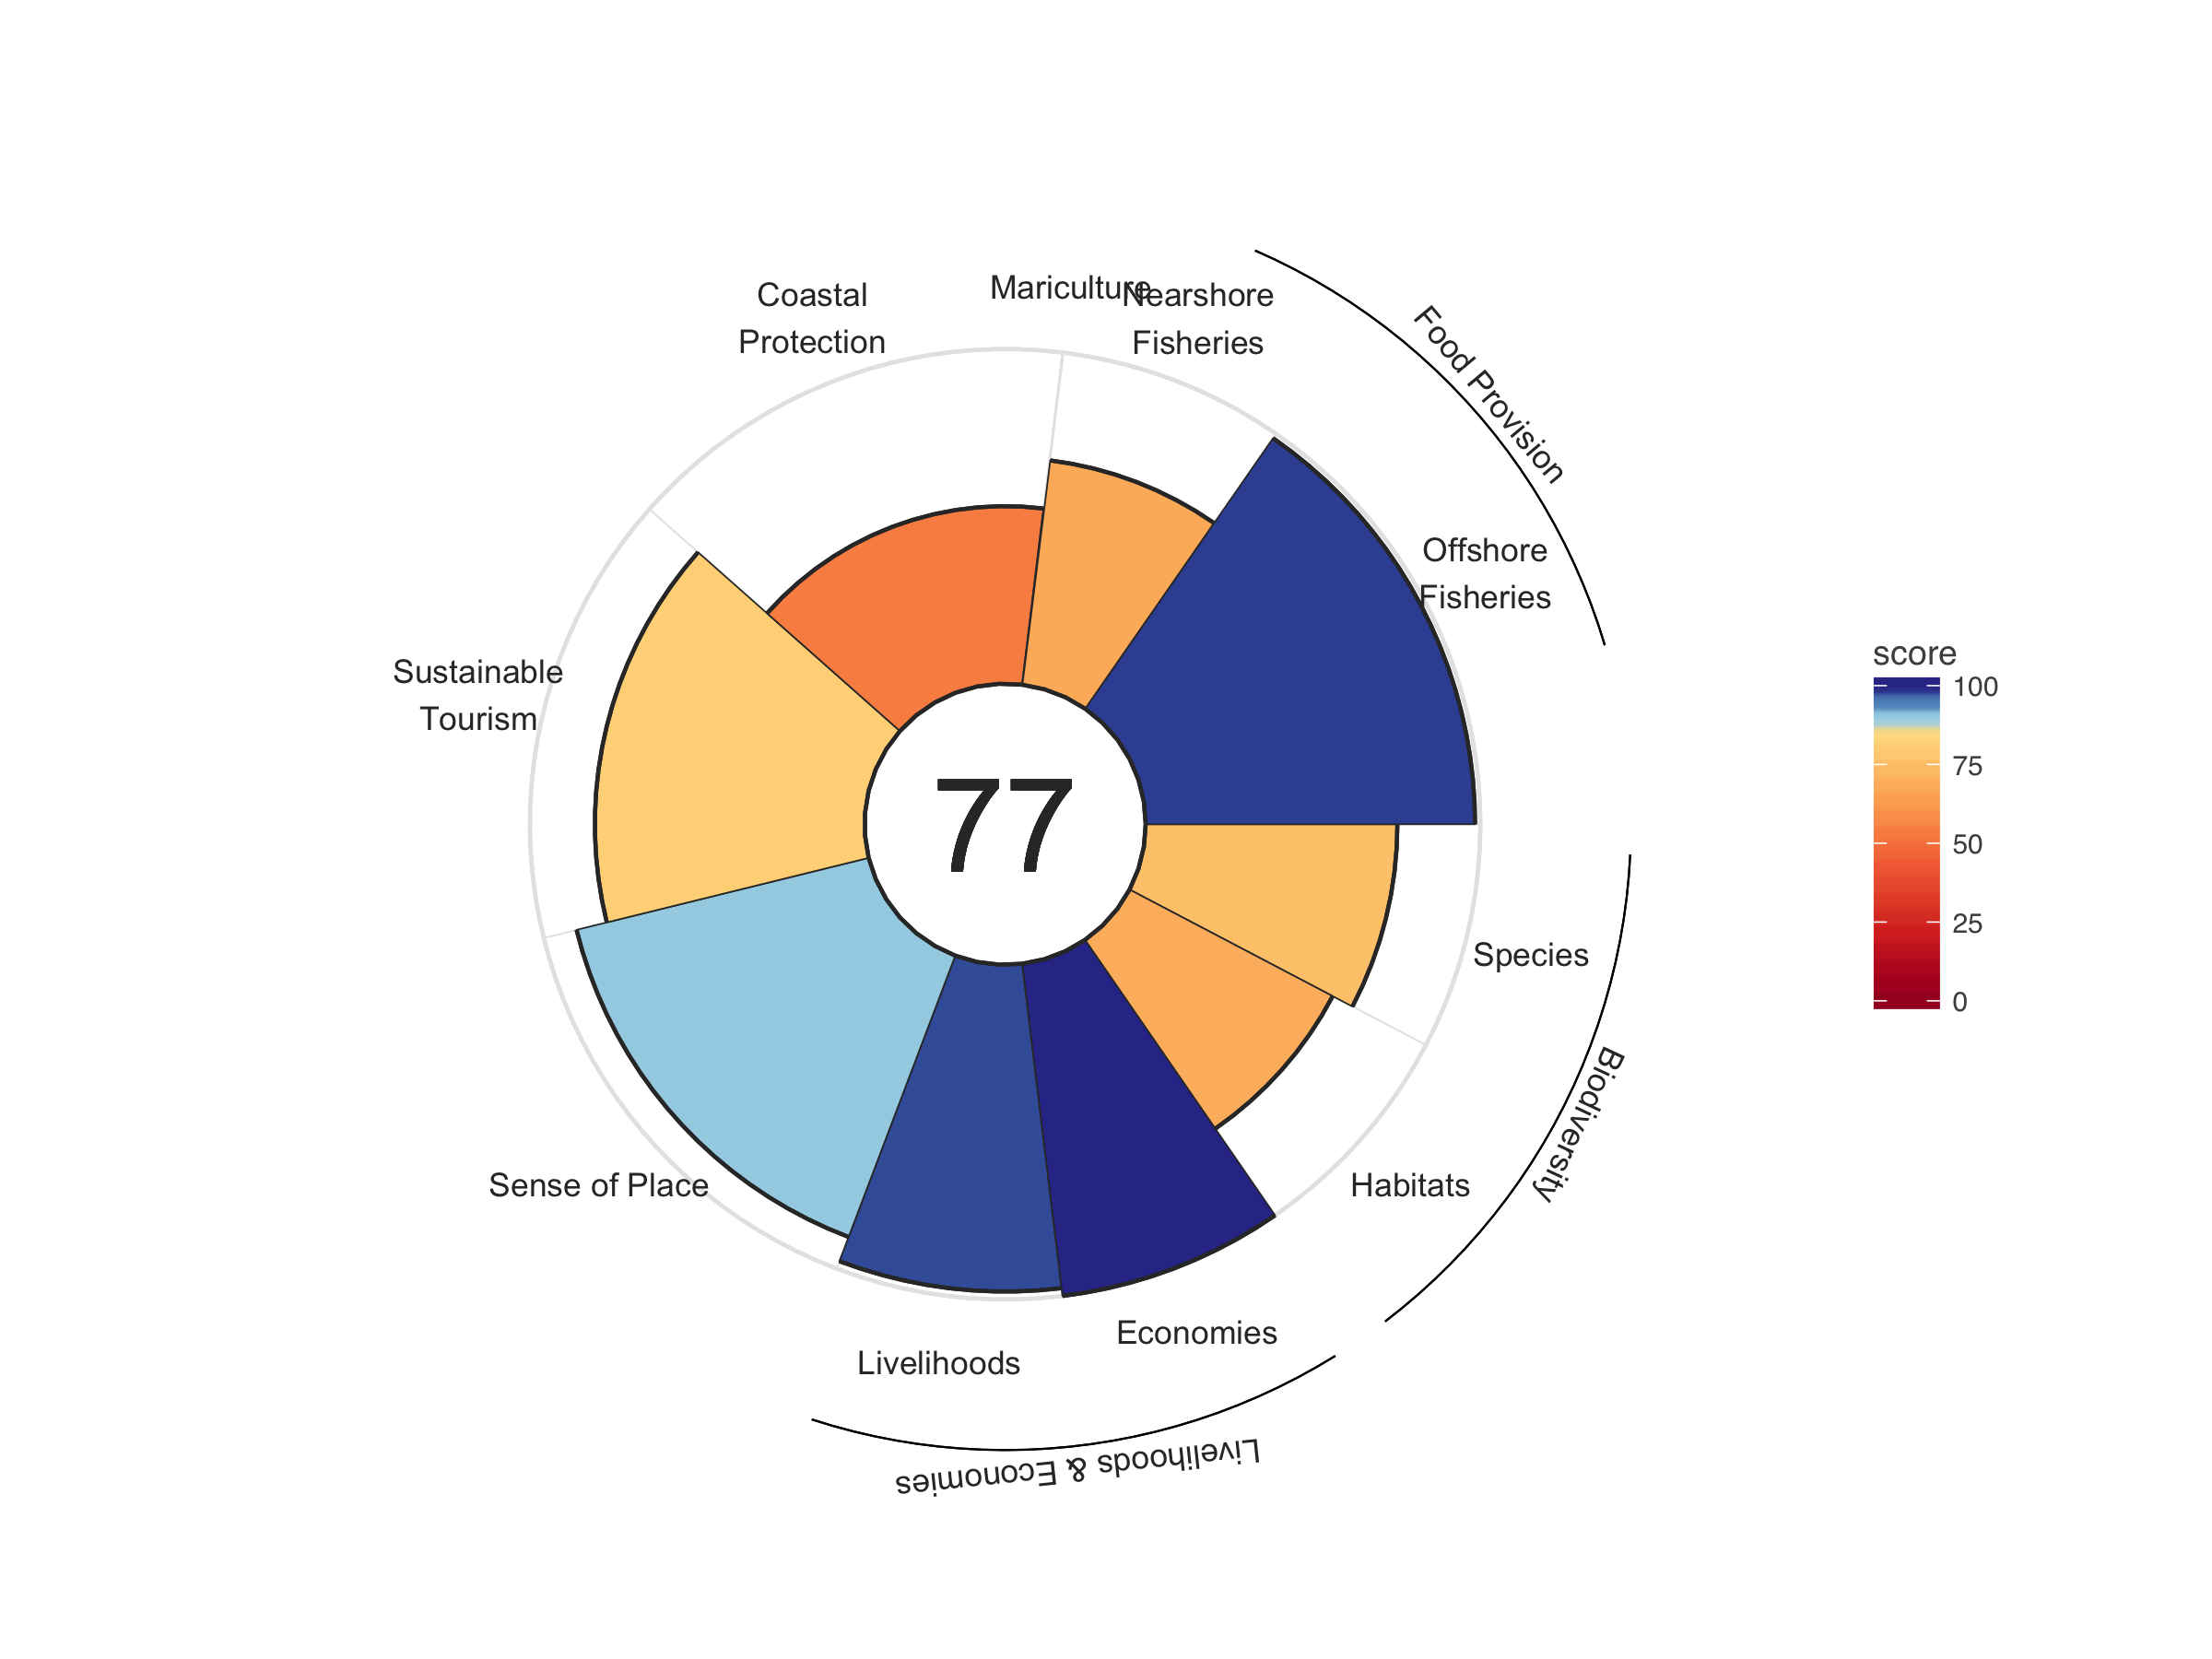 Coastal
Protection
Mariculture
Nearshore
Fisheries
Food Provision
Offshore
Fisheries
Sustainable
Tourism
77
Species
Biodiversity
Habitats
Sense of Place
Economies
Livelihoods
Livelihoods & Economies
score
100
75
50
25
0